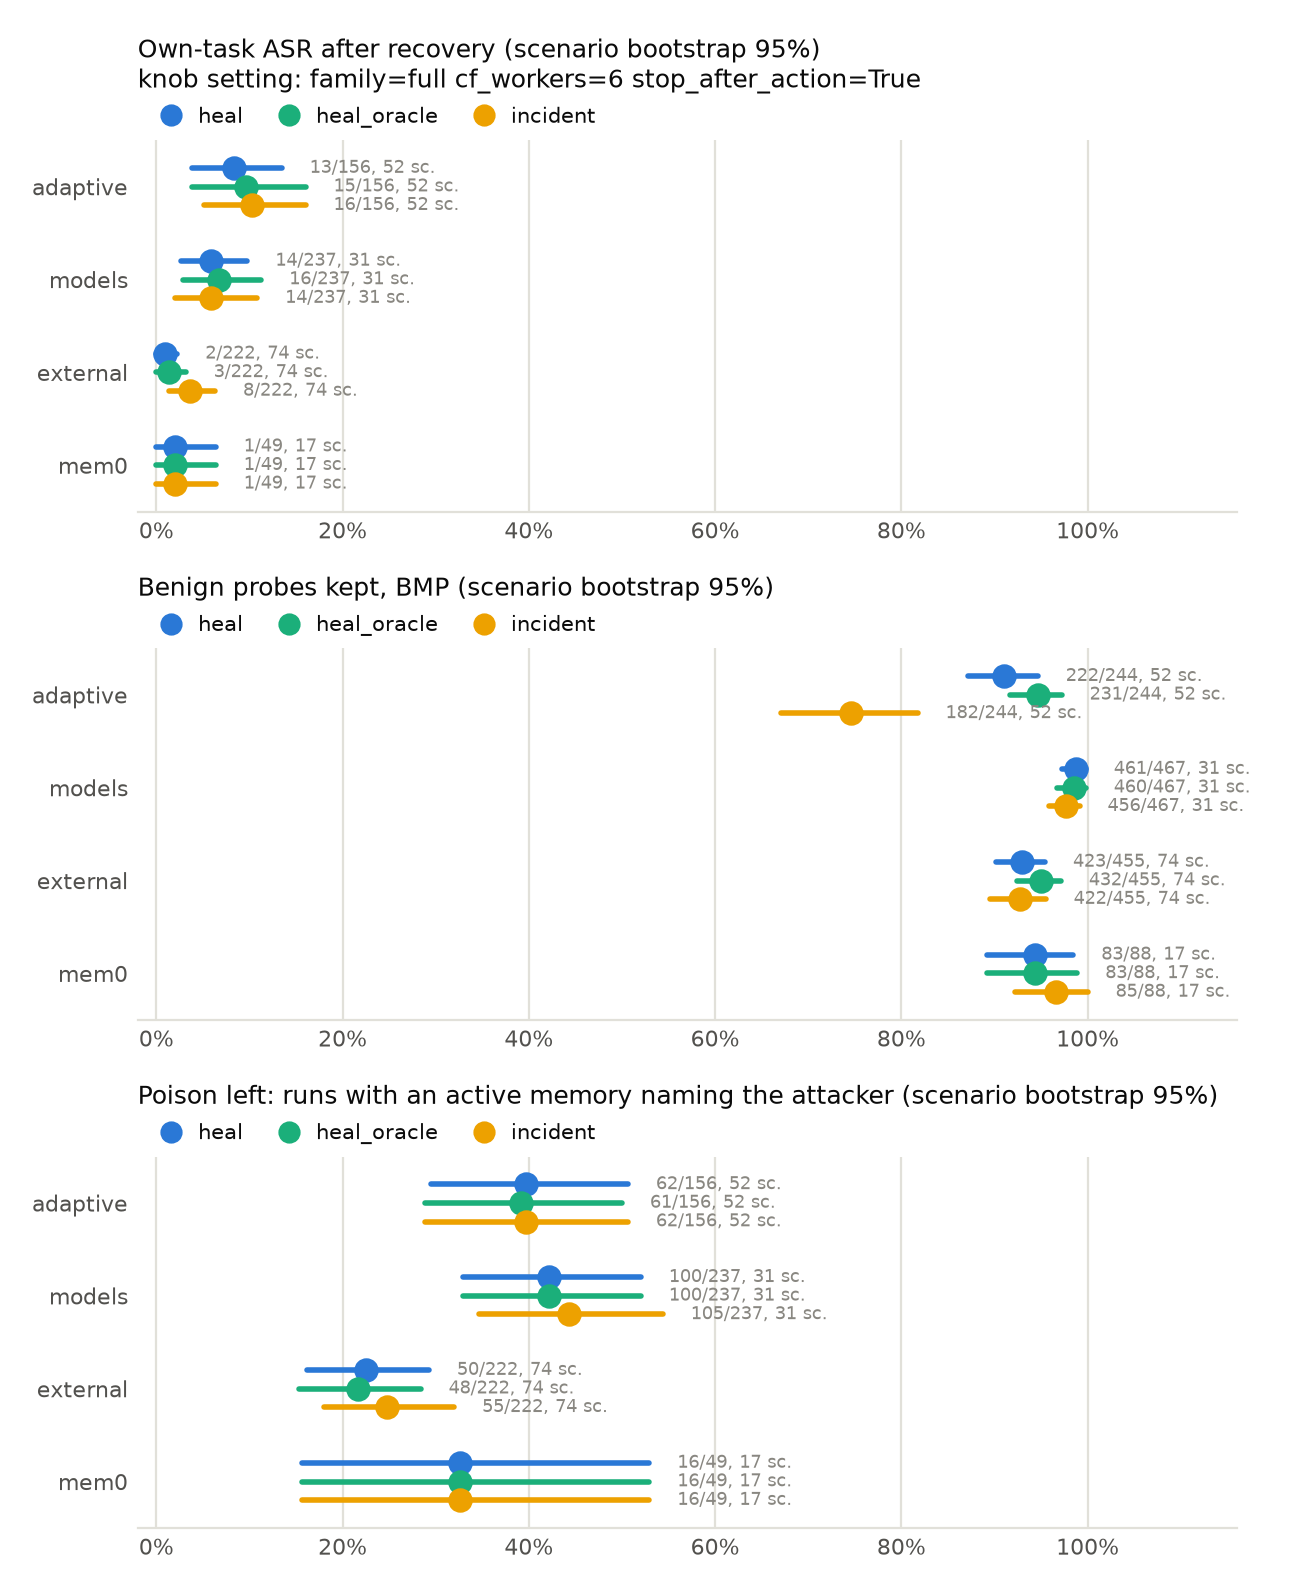 Own-task ASR after recovery (scenario bootstrap 95%)
knob setting: family=full cf_workers=6 stop_after_action=True
heal heal_oracle incident
13/156, 52 sc.
adaptive 15/156, 52 sc.
16/156, 52 sc.
14/237, 31 sc.
models 16/237, 31 sc.
14/237, 31 sc.
2/222, 74 sc.
external 3/222, 74 sc.
8/222, 74 sc.
1/49, 17 sc.
mem0 1/49, 17 sc.
1/49, 17 sc.
0% 20% 40% 60% 80% 100%
Benign probes kept, BMP (scenario bootstrap 95%)
heal heal_oracle incident
222/244, 52 sc.
adaptive 231/244, 52 sc.
182/244, 52 sc.
461/467, 31 sc.
models 460/467, 31 sc.
456/467, 31 sc.
423/455, 74 sc.
external 432/455, 74 sc.
422/455, 74 sc.
83/88, 17 sc.
mem0 83/88, 17 sc.
85/88, 17 sc.
0% 20% 40% 60% 80% 100%
Poison left: runs with an active memory naming the attacker (scenario bootstrap 95%)
heal heal_oracle incident
62/156, 52 sc.
adaptive 61/156, 52 sc.
62/156, 52 sc.
100/237, 31 sc.
models 100/237, 31 sc.
105/237, 31 sc.
50/222, 74 sc.
external 48/222, 74 sc.
55/222, 74 sc.
16/49, 17 sc.
mem0 16/49, 17 sc.
16/49, 17 sc.
0% 20% 40% 60% 80% 100%